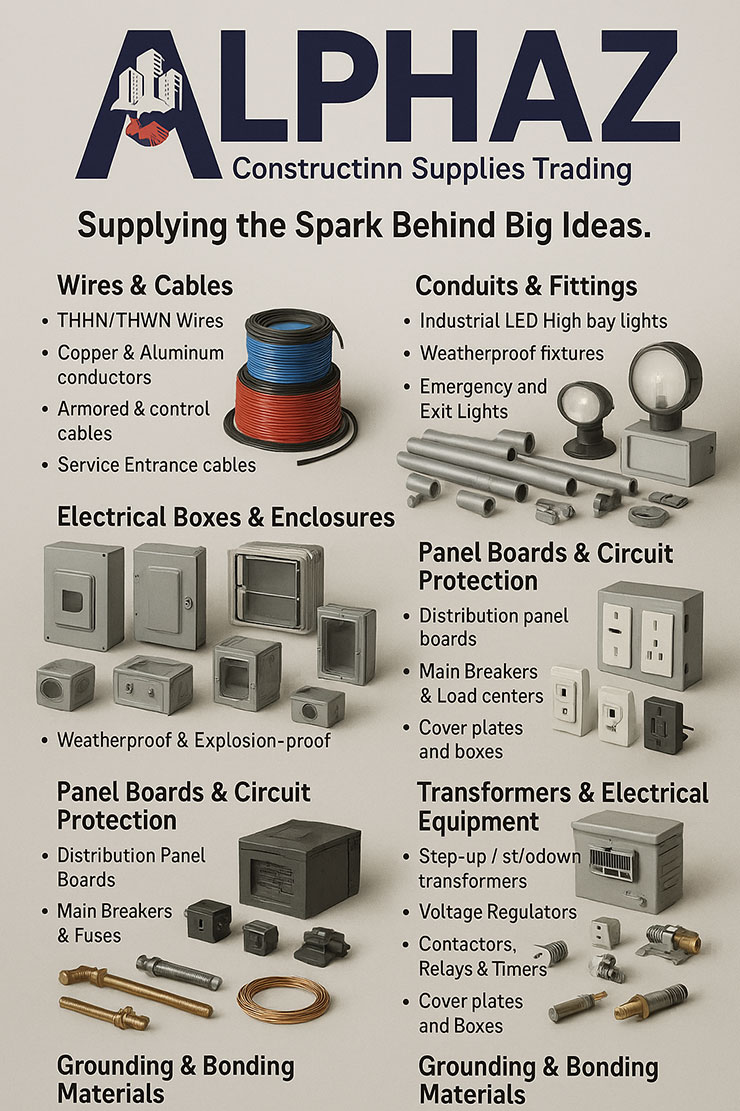 ALPHAZ
Constructinn Supplies Trading
Supplying the Spark Behind Big Ideas.
Wires & Cables
• THHN/THWN Wires
• Copper & Aluminum
conductors
• Armored & control
cables
• Service Entrance cables
Conduits & Fittings
• Industrial LED High bay lights
• Weatherproof fixtures
• Emergency and
Exit Lights
Electrical Boxes & Enclosures
• Weatherproof & Explosion-proof
Panel Boards & Circuit
Protection
• Distribution panel
boards
• Main Breakers
& Load centers
• Cover plates
and boxes
Panel Boards & Circuit
Protection
• Distribution Panel
Boards
• Main Breakers
& Fuses
Transformers & Electrical
Equipment
• Step-up / st/odown
transformers
• Voltage Regulators
• Contactors,
Relays & Timers
• Cover plates
and Boxes
Grounding & Bonding
Materials
Grounding & Bonding
Materials